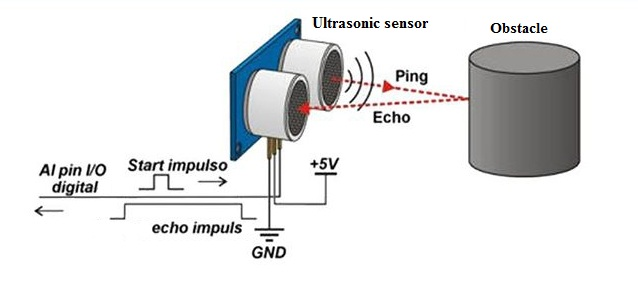 Ultrasonic sensor
Obstacle
Ping
Echo
Al pin I/O
digital
Start impulso
+5V
echo impuls
GND